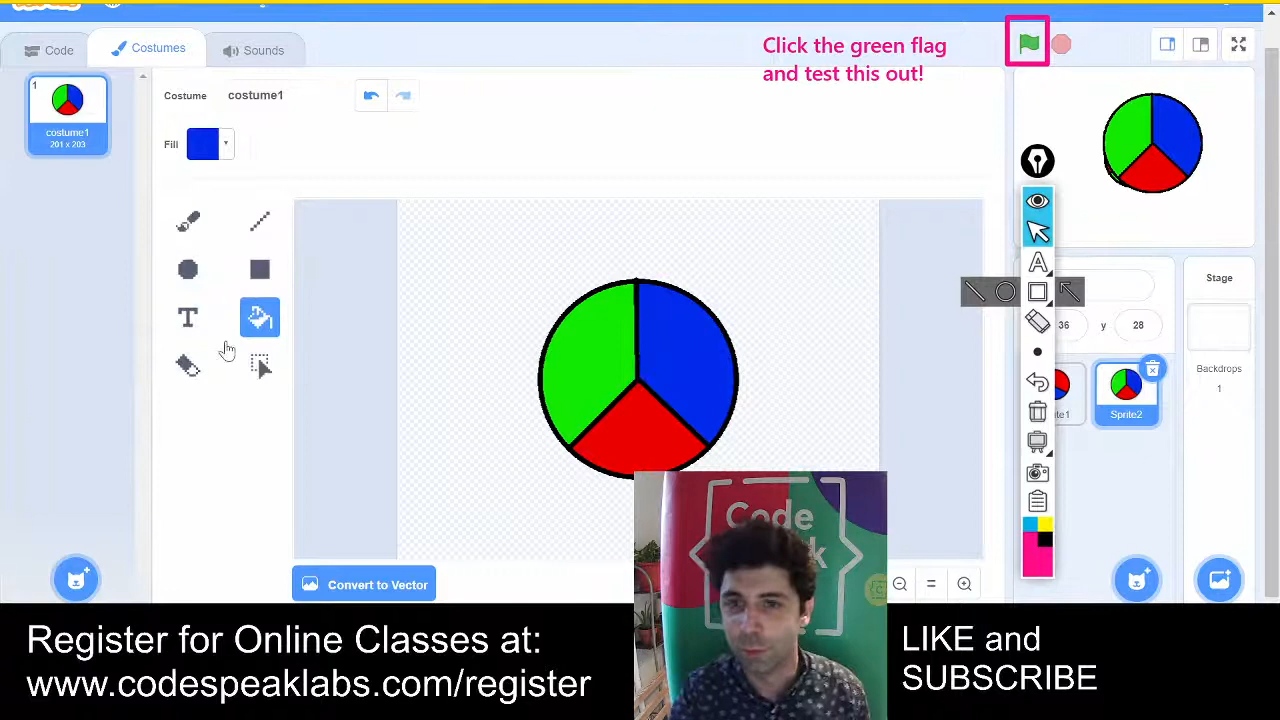 Code
Costumes
Sounds
Click the green flag
and test this out!
1
costume1
201 x 203
Costume
costume1
Fill
T
A
Stage
36
y
28
Backdrops
1
Sprite2
Convert to Vector
Code
Register for Online Classes at:
www.codespeaklabs.com/register
LIKE and
SUBSCRIBE